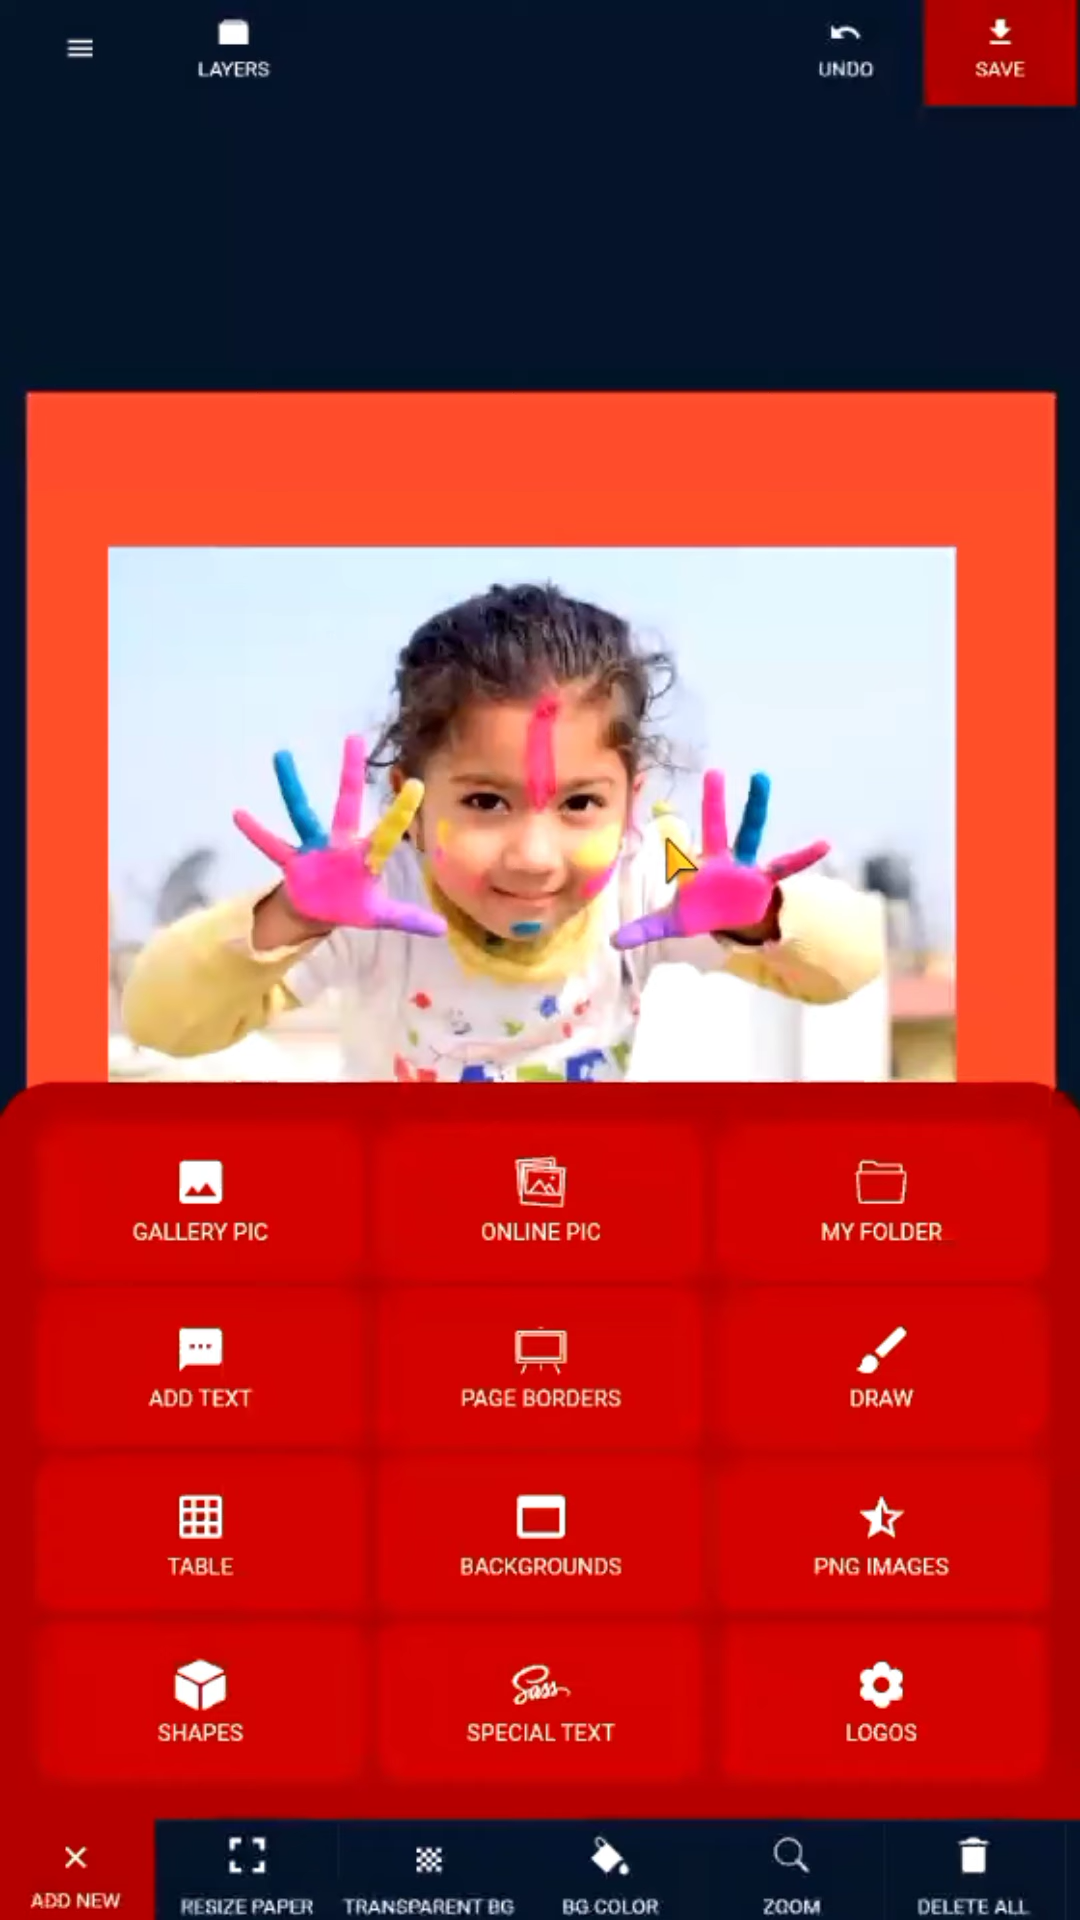 LAYERS
UNDO
SAVE
GALLERY PIC
ONLINE PIC
MY FOLDER
ADD TEXT
PAGE BORDERS
DRAW
TABLE
BACKGROUNDS
PNG IMAGES
SHAPES
Sass
SPECIAL TEXT
LOGOS
ADD NEW
RESIZE PAPER
TRANSPARENT BG
BG COLOR
ZOOM
DELETE ALL